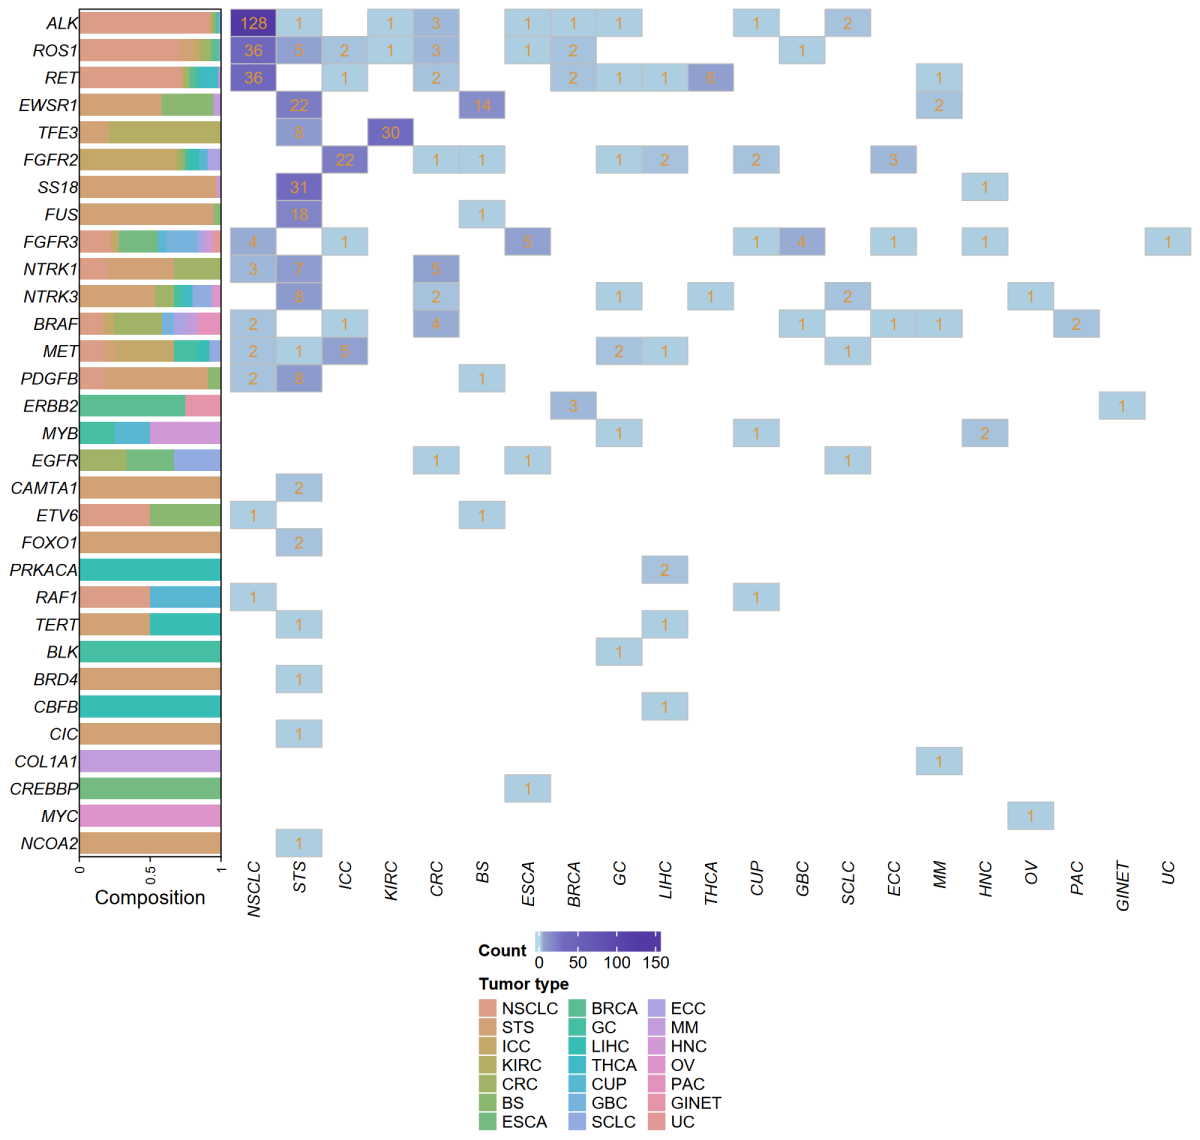 ALK 128 1 1 3 1 1 1 1 2
ROS1 36 5 2 1 3 1 2 1
RET 36 1 2 2 1 1 6 1
EWSR1 22 14 2
TFE3 8 30
FGFR2 22 1 1 1 2 2 3
SS18 31 1
FUS 18 1
FGFR3 4 1 5 1 4 1 1 1
NTRK1 3 7 5
NTRK3 8 2 1 1 2 1
BRAF 2 1 4 1 1 1 2
MET 2 1 5 2 1 1
PDGFB 2 8 1
ERBB2 3 1
MYB 1 1 2
EGFR 1 1 1
CAMTA1 2
ETV6 1 1
FOXO1 2
PRKACA 2
RAF1 1 1
TERT 1 1
BLK 1
BRD4 1
CBFB 1
CIC 1
COL1A1 1
CREBBP 1
MYC 1
NCOA2 1
0 0.5 1
Composition
NSCLC STS ICC KIRC CRC BS ESCA BRCA GC LIHC THCA CUP GBC SCLC ECC MM HNC OV PAC GINET UC
Count
0 50 100 150
Tumor type
NSCLC BRCA ECC
STS GC MM
ICC LIHC HNC
KIRC THCA OV
CRC CUP PAC
BS GBC GINET
ESCA SCLC UC